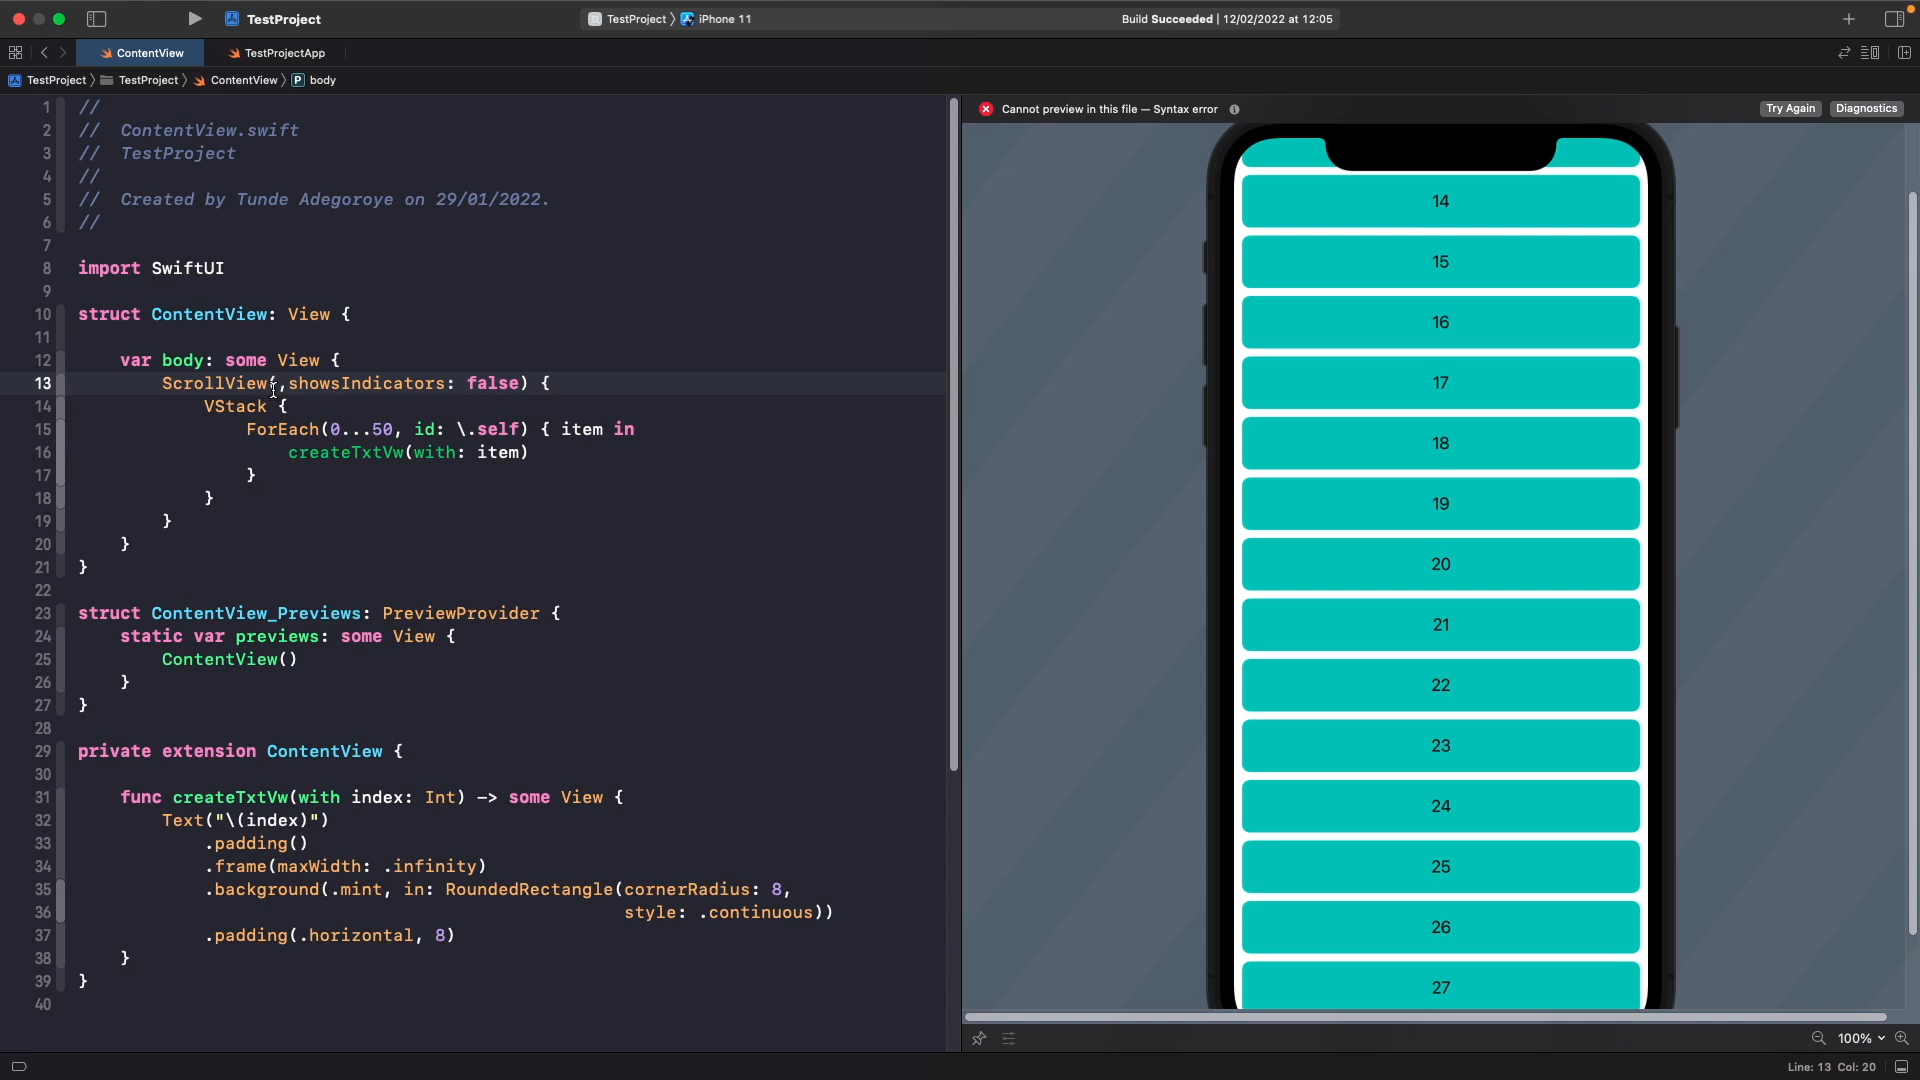 TestProject
TestProject 〉 iPhone 11
Build Succeeded | 12/02/2022 at 12:05
ContentView
TestProjectApp
TestProject 〉 TestProject 〉 ContentView 〉 P body
1 //
2 //  ContentView.swift
3 //  TestProject
4 //
5 //  Created by Tunde Adegoroye on 29/01/2022.
6 //
7
8 import SwiftUI
9
10 struct ContentView: View {
11
12     var body: some View {
13         ScrollView(,showsIndicators: false) {
14             VStack {
15                 ForEach(0...50, id: \.self) { item in
16                     createTxtVw(with: item)
17                 }
18             }
19         }
20     }
21 }
22
23 struct ContentView_Previews: PreviewProvider {
24     static var previews: some View {
25         ContentView()
26     }
27 }
28
29 private extension ContentView {
30
31     func createTxtVw(with index: Int) -> some View {
32         Text("\(index)")
33             .padding()
34             .frame(maxWidth: .infinity)
35             .background(.mint, in: RoundedRectangle(cornerRadius: 8,
36                                                     style: .continuous))
37             .padding(.horizontal, 8)
38     }
39 }
40
Cannot preview in this file — Syntax error
Try Again
Diagnostics
14
15
16
17
18
19
20
21
22
23
24
25
26
27
100%
Line: 13 Col: 20